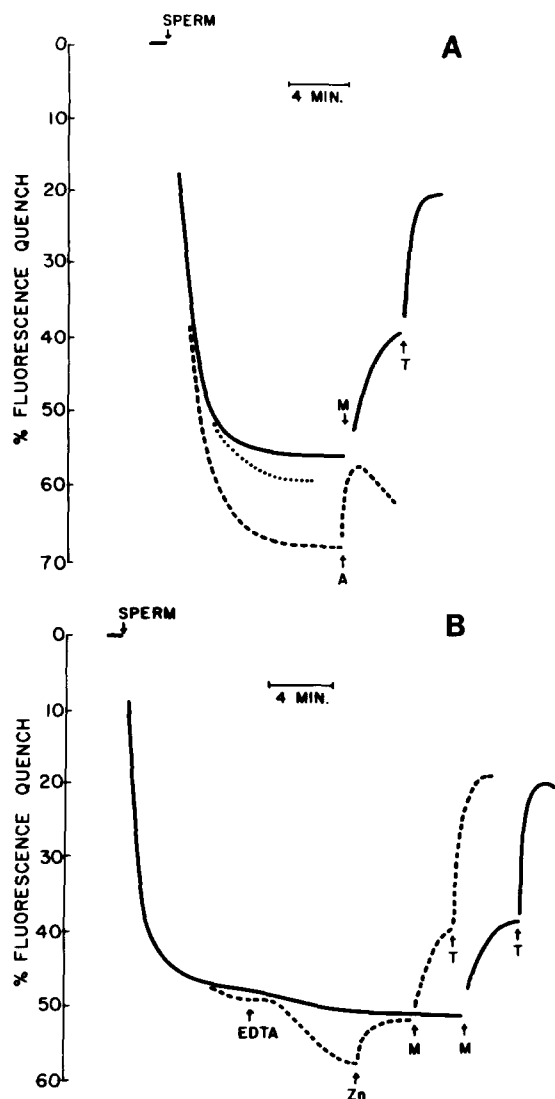 SPERM
A
0
4 MIN.
10
20
30
40
50
60
70
% FLUORESCENCE QUENCH
M
T
A
SPERM
B
0
4 MIN.
10
20
30
40
50
60
% FLUORESCENCE QUENCH
EDTA
Zn
M
T
M
T